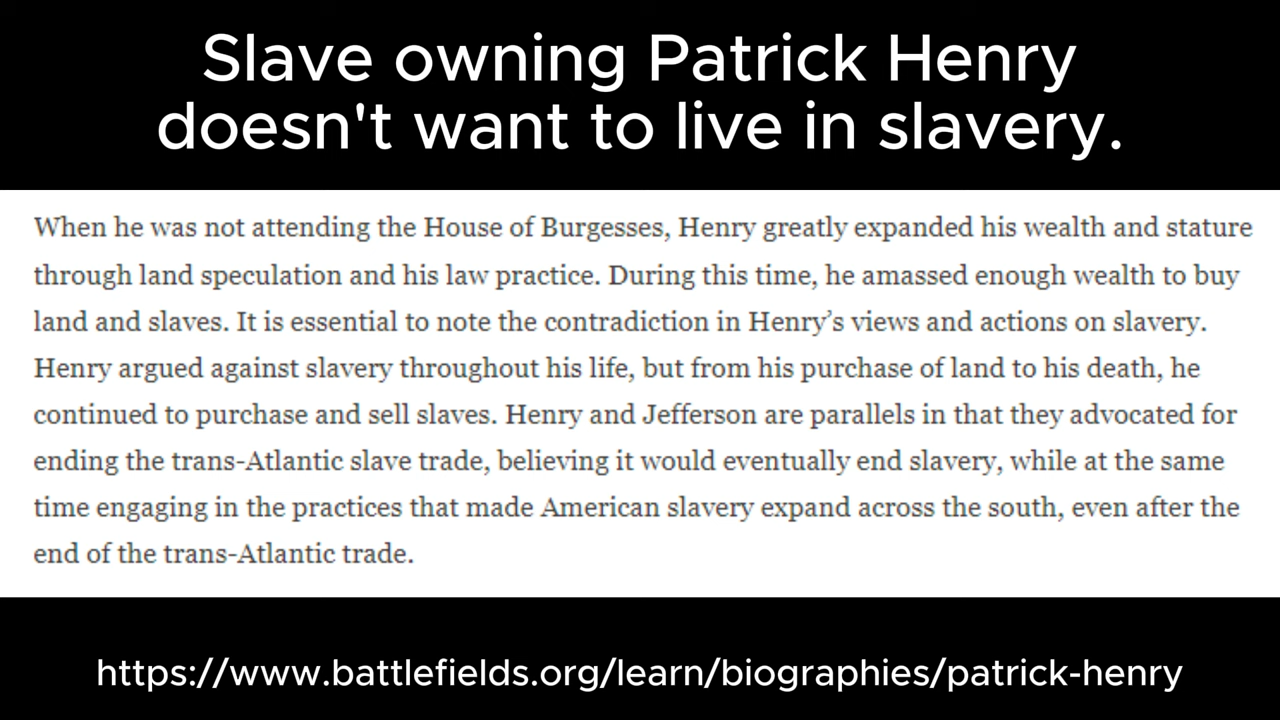 Slave owning Patrick Henry
doesn't want to live in slavery.
When he was not attending the House of Burgesses, Henry greatly expanded his wealth and stature
through land speculation and his law practice. During this time, he amassed enough wealth to buy
land and slaves. It is essential to note the contradiction in Henry’s views and actions on slavery.
Henry argued against slavery throughout his life, but from his purchase of land to his death, he
continued to purchase and sell slaves. Henry and Jefferson are parallels in that they advocated for
ending the trans-Atlantic slave trade, believing it would eventually end slavery, while at the same
time engaging in the practices that made American slavery expand across the south, even after the
end of the trans-Atlantic trade.
https://www.battlefields.org/learn/biographies/patrick-henry